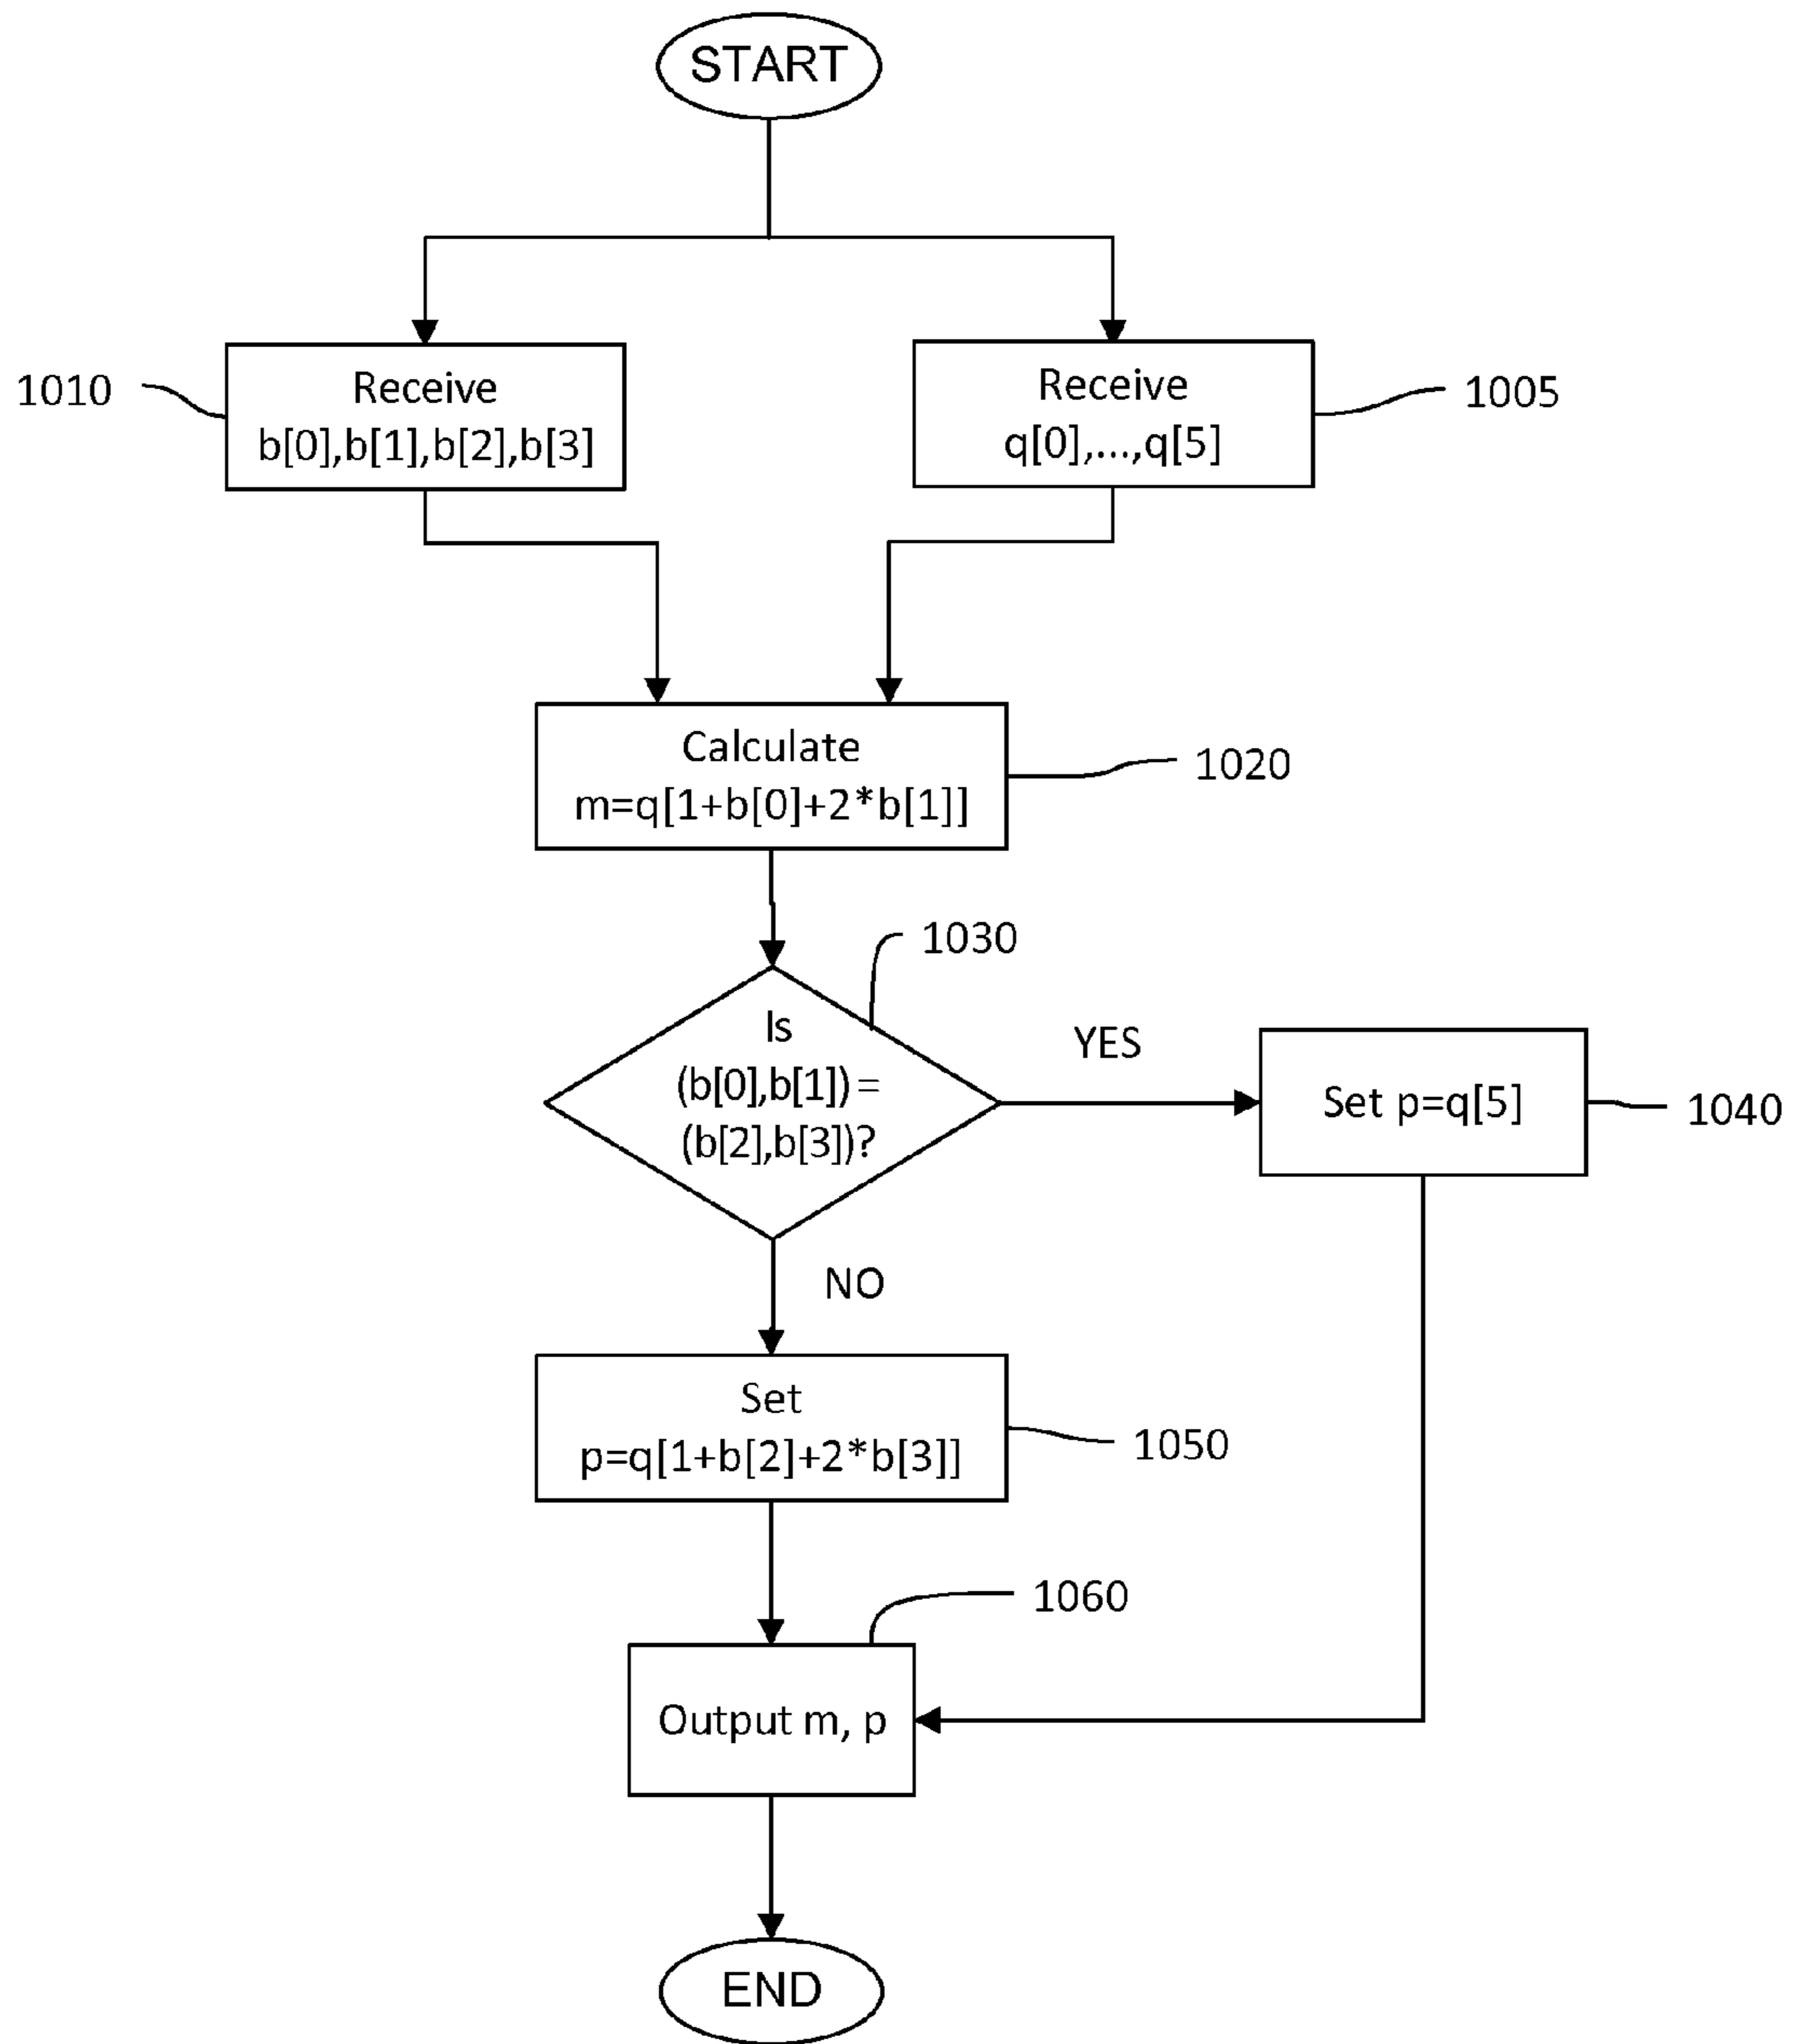 START
1010
Receive
b[0],b[1],b[2],b[3]
Receive
q[0],...,q[5]
1005
Calculate
m=q[1+b[0]+2*b[1]]
1020
1030
Is
(b[0],b[1]) =
(b[2],b[3])?
YES
Set p=q[5]
1040
NO
Set
p=q[1+b[2]+2*b[3]]
1050
1060
Output m, p
END